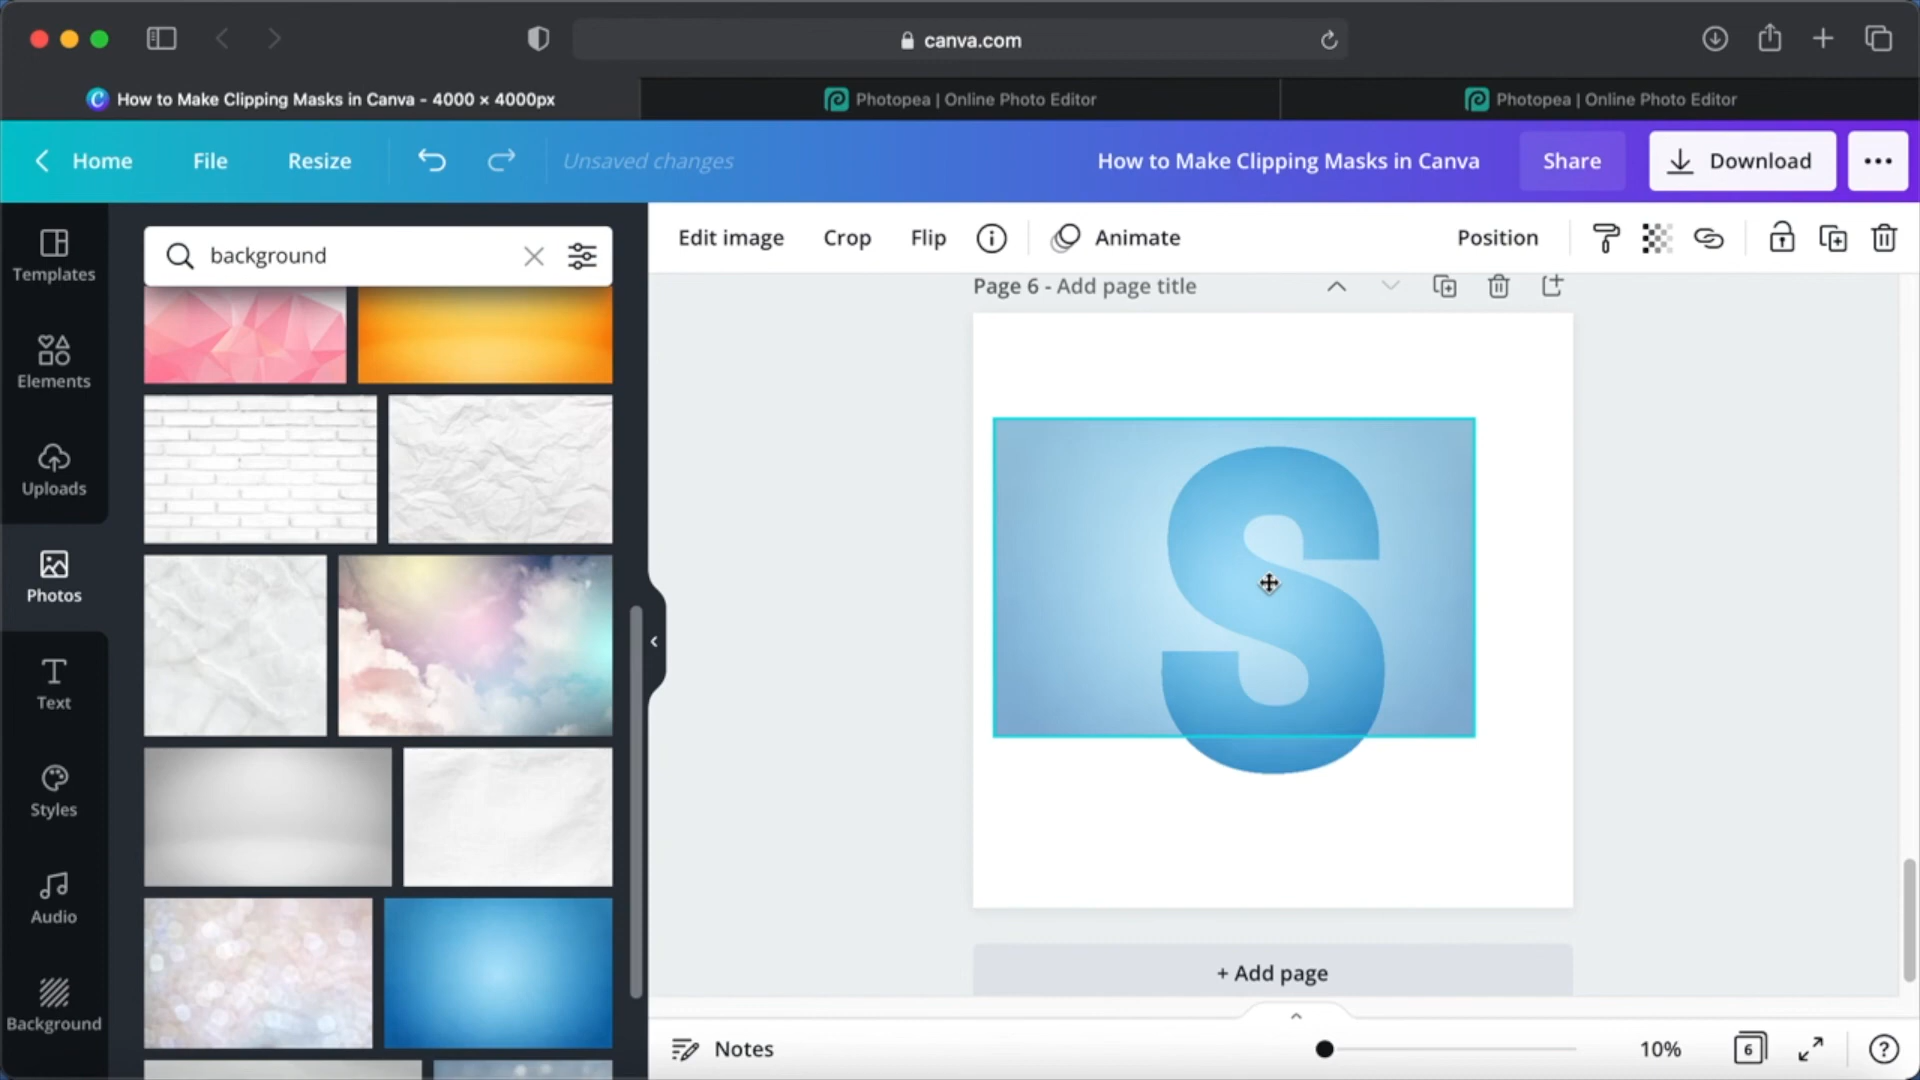 canva.com
How to Make Clipping Masks in Canva - 4000 × 4000px
Photopea | Online Photo Editor
Photopea | Online Photo Editor
Home
File
Resize
Unsaved changes
How to Make Clipping Masks in Canva
Share
Download
Templates
Elements
Uploads
Photos
Text
Styles
Audio
Background
background
Edit image
Crop
Flip
Animate
Position
Page 6 - Add page title
S
+ Add page
Notes
10%
6